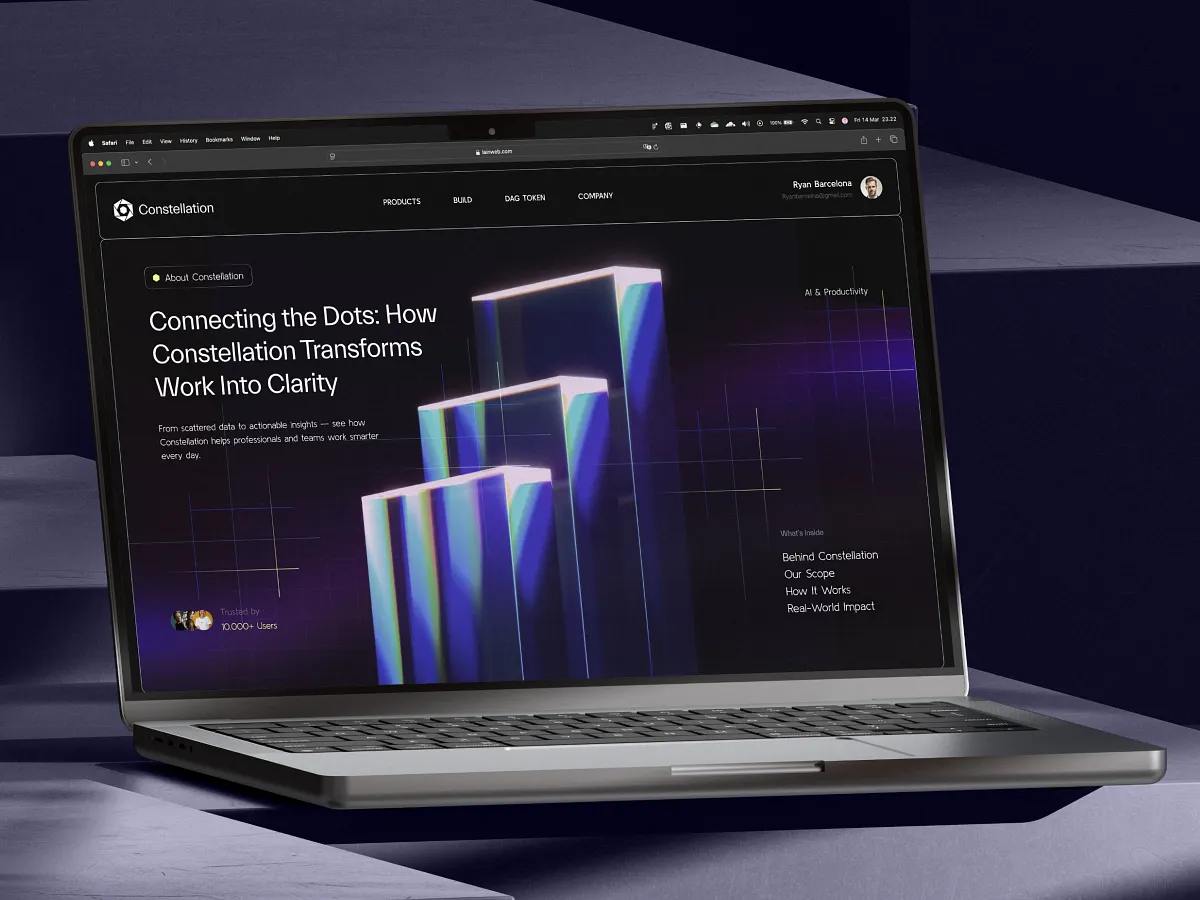 Safari File Edit View History Bookmarks Window Help
100%
Fri 14 Mar 23.22
lainweb.com
Constellation
PRODUCTS
BUILD
DAG TOKEN
COMPANY
Ryan Barcelona
Ryanbarcelona@gmail.com
About Constellation
Connecting the Dots: How
Constellation Transforms
Work Into Clarity
From scattered data to actionable insights — see how
Constellation helps professionals and teams work smarter
every day.
AI & Productivity
What's Inside
Behind Constellation
Our Scope
How It Works
Real-World Impact
Trusted by
10.000+ Users